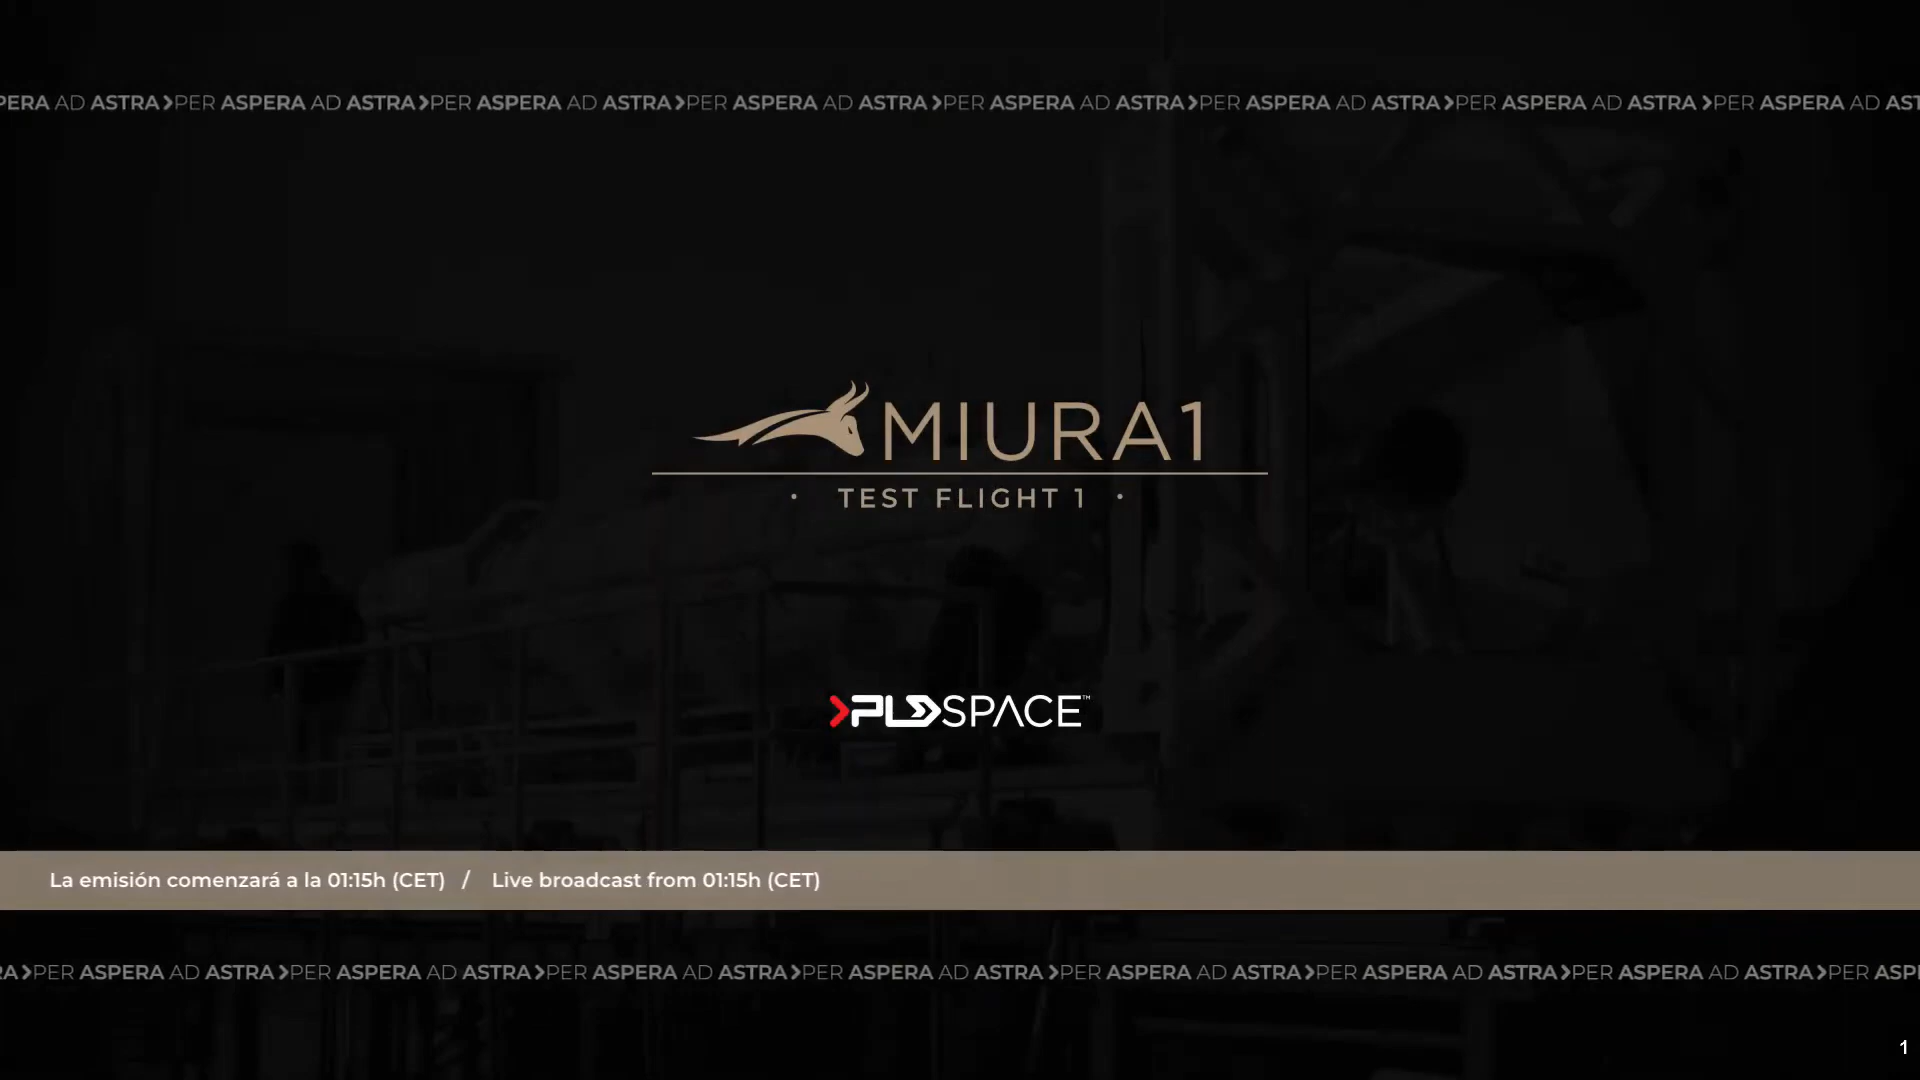 PERA AD ASTRA>PER ASPERA AD ASTRA>PER ASPERA AD ASTRA>PER ASPERA AD ASTRA>PER ASPERA AD ASTRA>PER ASPERA AD ASTRA>PER ASPERA AD ASTRA>PER ASPERA AD AST
MIURA1
· TEST FLIGHT 1 ·
>PLD SPACE™
La emisión comenzará a la 01:15h (CET) / Live broadcast from 01:15h (CET)
RA>PER ASPERA AD ASTRA>PER ASPERA AD ASTRA>PER ASPERA AD ASTRA>PER ASPERA AD ASTRA>PER ASPERA AD ASTRA>PER ASPERA AD ASTRA>PER ASPERA AD ASTRA>PER ASP
1